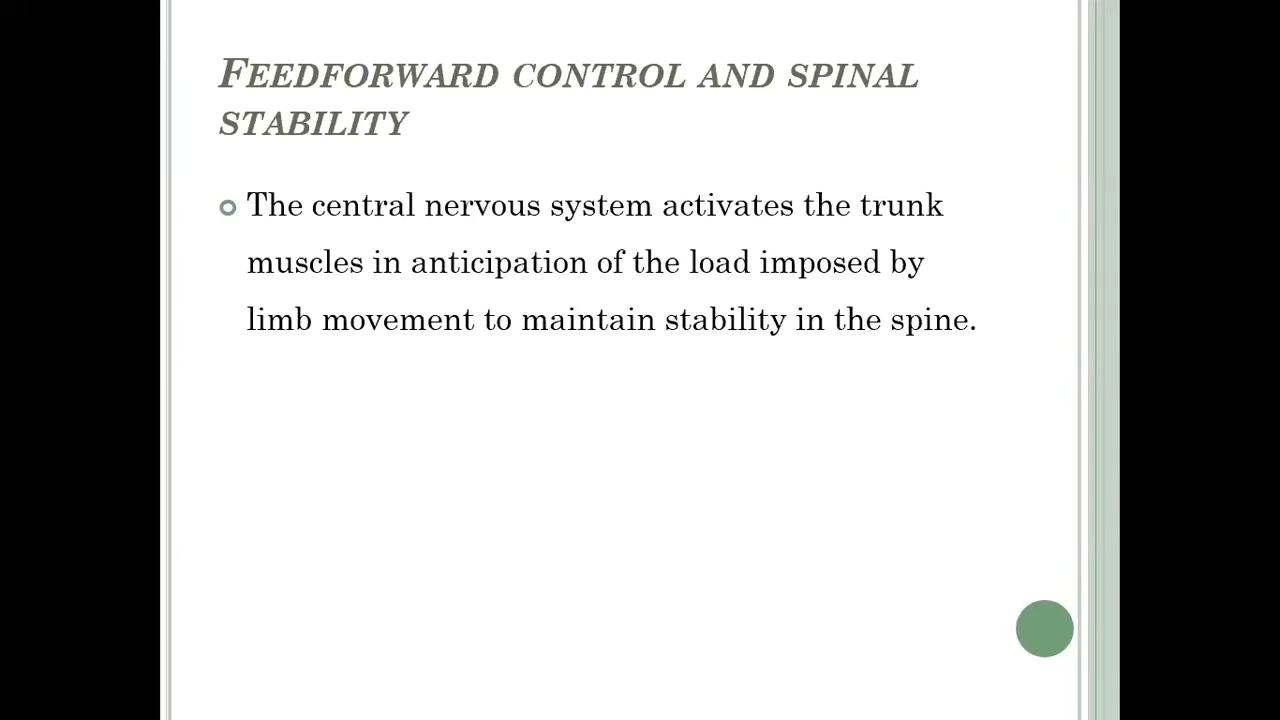 FEEDFORWARD CONTROL AND SPINAL
STABILITY
The central nervous system activates the trunk
muscles in anticipation of the load imposed by
limb movement to maintain stability in the spine.